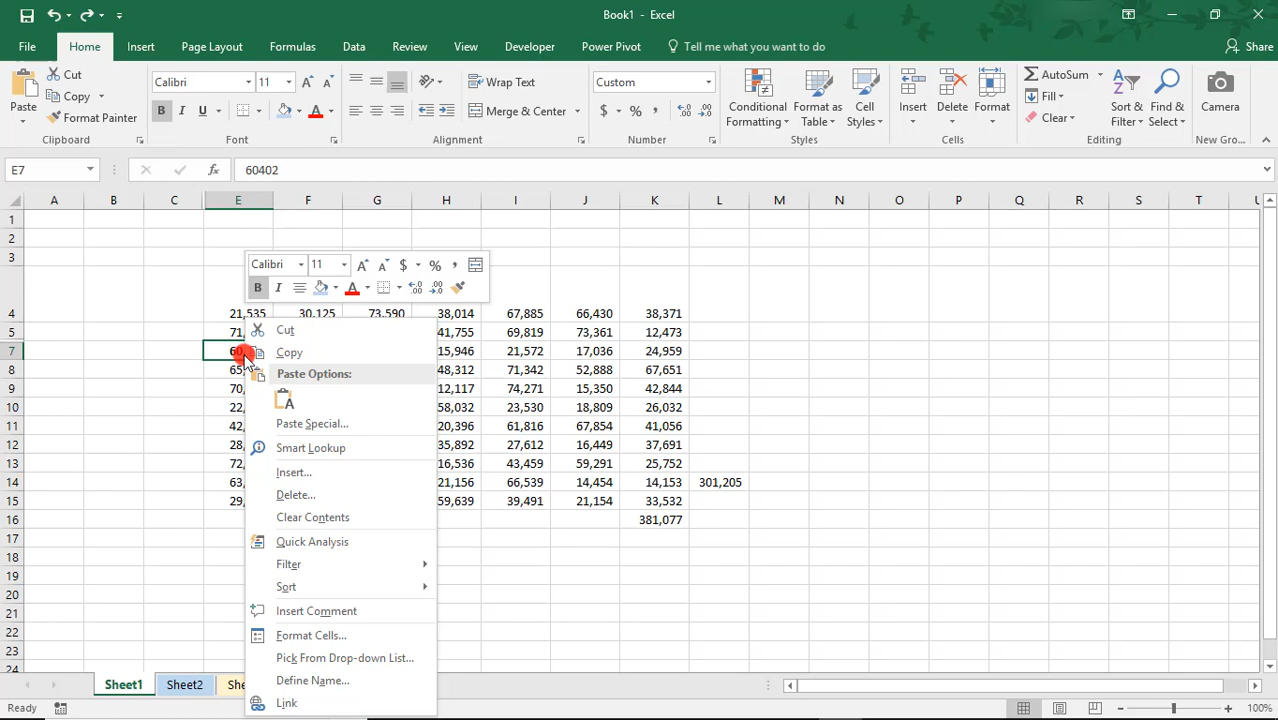 Book1 - Excel
File Home Insert Page Layout Formulas Data Review View Developer Power Pivot Tell me what you want to do Share
Paste Cut Copy Format Painter
Calibri 11 B I U A A A
Wrap Text Merge & Center
Custom $ % ,
Conditional Formatting Format as Table Cell Styles
Insert Delete Format
AutoSum Fill Clear Sort & Filter Find & Select
Camera
Clipboard Font Alignment Number Styles Cells Editing New Gro...
E7 fx 60402
A B C E F G H I J K L M N O P Q R S T
1
2
3
Calibri 11 A A $ % ,
B I A
4 21,535 30,125 73,590 38,014 67,885 66,430 38,371
5 71, 41,755 69,819 73,361 12,473
7 60, 15,946 21,572 17,036 24,959
8 65, 48,312 71,342 52,888 67,651
9 70, 12,117 74,271 15,350 42,844
10 22, 58,032 23,530 18,809 26,032
11 42, 20,396 61,816 67,854 41,056
12 28, 35,892 27,612 16,449 37,691
13 72, 16,536 43,459 59,291 25,752
14 63, 21,156 66,539 14,454 14,153 301,205
15 29, 59,639 39,491 21,154 33,532
16 381,077
17
18
19
20
21
22
23
24
Cut
Copy
Paste Options:
A
Paste Special...
Smart Lookup
Insert...
Delete...
Clear Contents
Quick Analysis
Filter
Sort
Insert Comment
Format Cells...
Pick From Drop-down List...
Define Name...
Link
Sheet1 Sheet2
Ready 100%